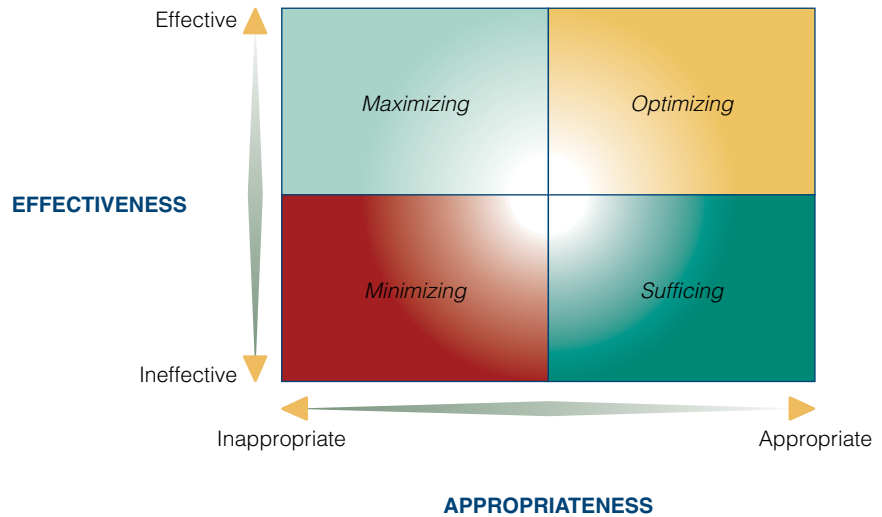 Effective
Maximizing
Optimizing
EFFECTIVENESS
Minimizing
Sufficing
Ineffective
Inappropriate
Appropriate
APPROPRIATENESS